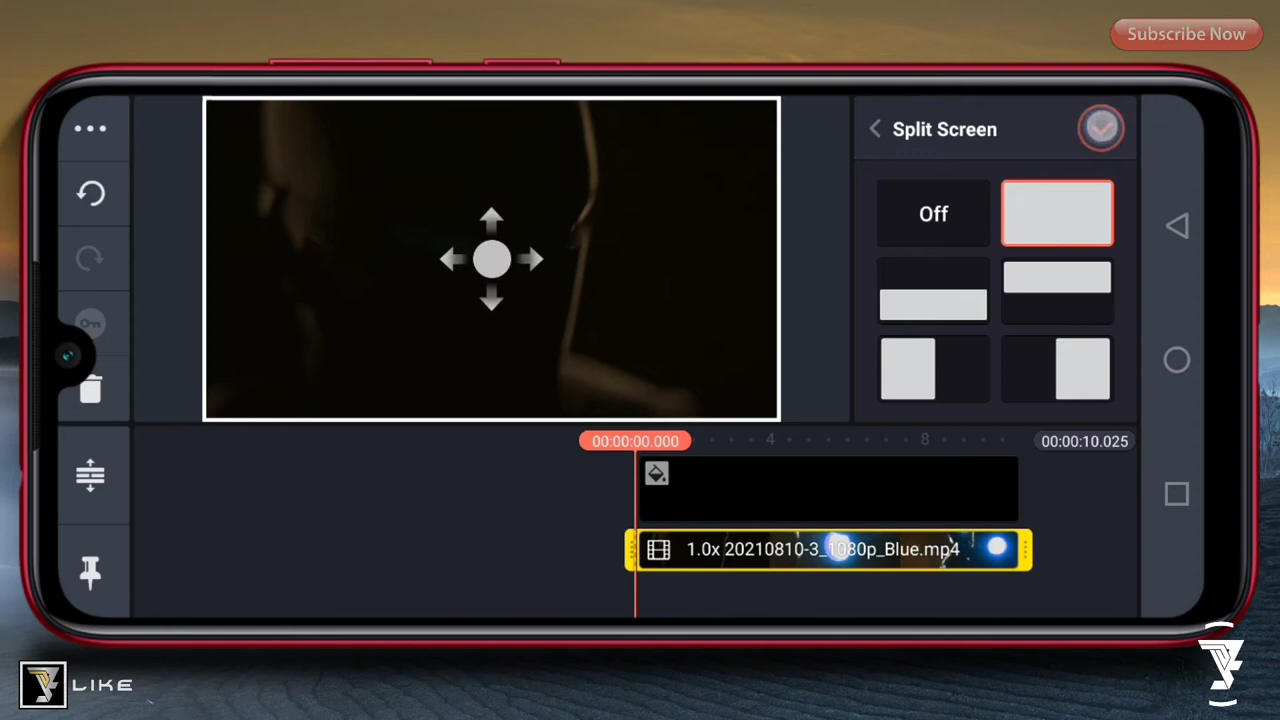 Subscribe Now
Split Screen
Off
00:00:00.000
4
8
00:00:10.025
1.0x 20210810-3_1080p_Blue.mp4
LIKE